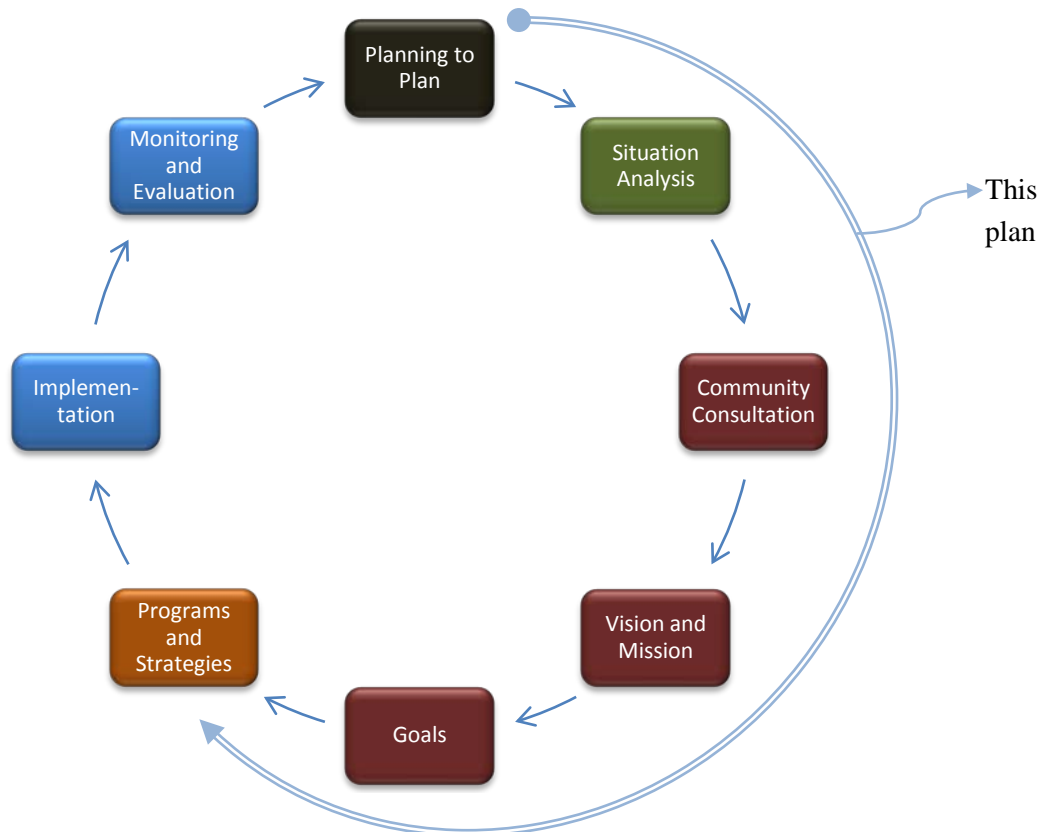 Planning to
Plan
Situation
Analysis
This
plan
Community
Consultation
Vision and
Mission
Goals
Programs
and
Strategies
Implemen-
tation
Monitoring
and
Evaluation